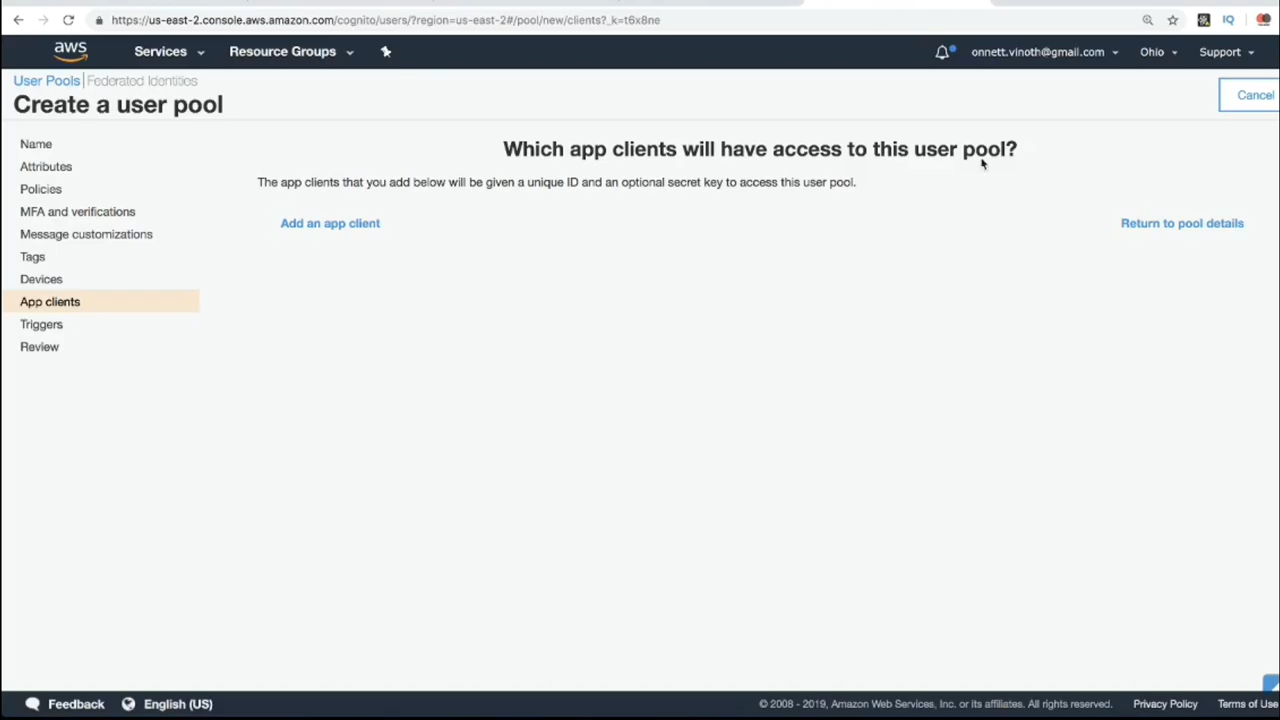 https://us-east-2.console.aws.amazon.com/cognito/users/?region=us-east-2#/pool/new/clients?_k=t6x8ne
IQ
aws
Services
Resource Groups
onnett.vinoth@gmail.com
Ohio
Support
User Pools
Federated Identities
Create a user pool
Cancel
Name
Attributes
Policies
MFA and verifications
Message customizations
Tags
Devices
App clients
Triggers
Review
Which app clients will have access to this user pool?
The app clients that you add below will be given a unique ID and an optional secret key to access this user pool.
Add an app client
Return to pool details
Feedback
English (US)
© 2008 - 2019, Amazon Web Services, Inc. or its affiliates. All rights reserved.
Privacy Policy
Terms of Use